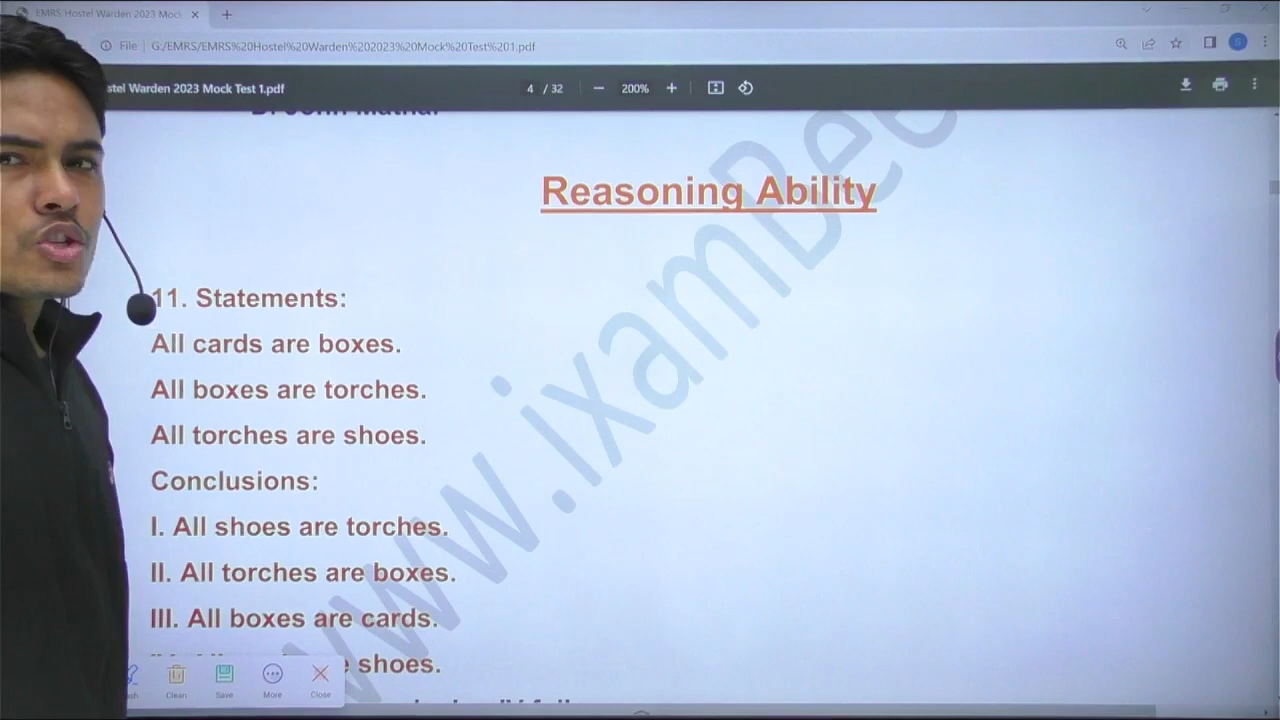 EMRS Hostel Warden 2023 Mock
File G:/EMRS/EMRS%20Hostel%20Warden%202023%20Mock%20Test%201.pdf
stel Warden 2023 Mock Test 1.pdf
4 / 32
200%
Reasoning Ability
11. Statements:
All cards are boxes.
All boxes are torches.
All torches are shoes.
Conclusions:
I. All shoes are torches.
II. All torches are boxes.
III. All boxes are cards.
shoes.
Clean Save More Close
www.ixamBee